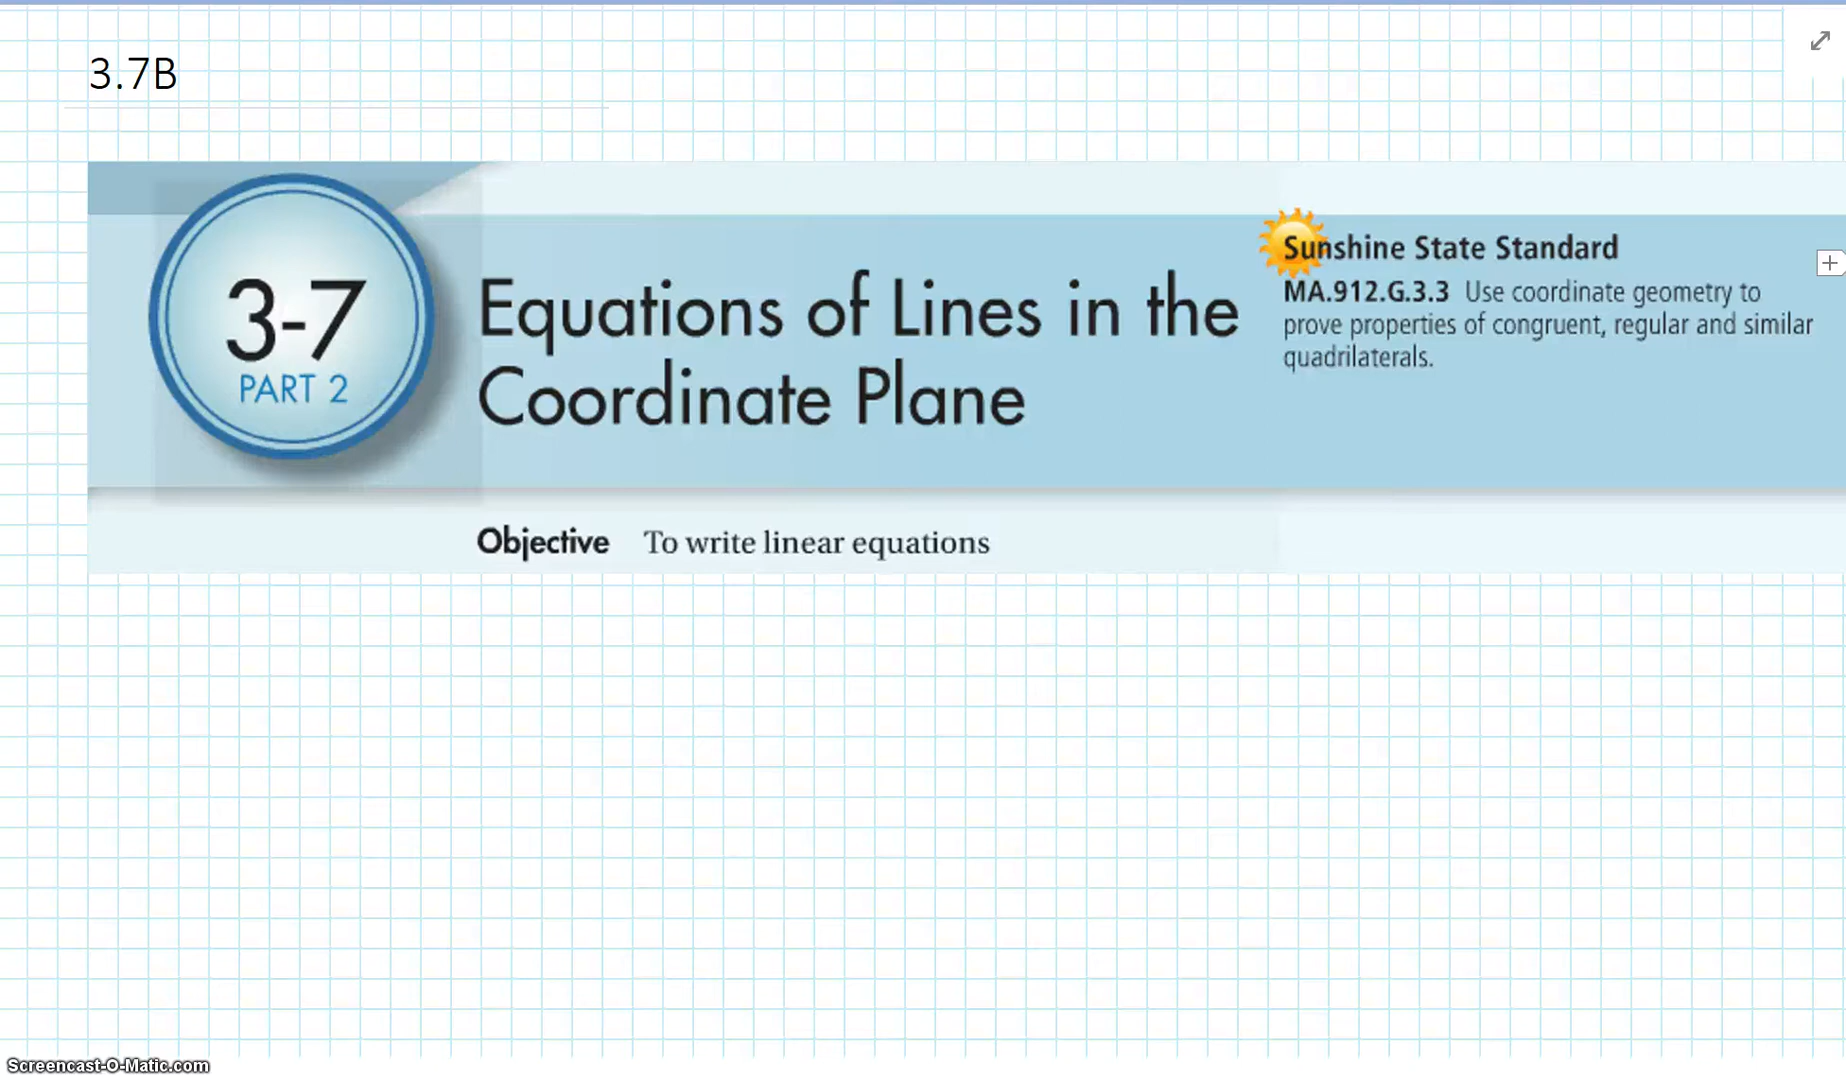 3.7B
3-7
PART 2
Equations of Lines in the
Coordinate Plane
Sunshine State Standard
MA.912.G.3.3 Use coordinate geometry to
prove properties of congruent, regular and similar
quadrilaterals.
Objective To write linear equations
Screencast-O-Matic.com